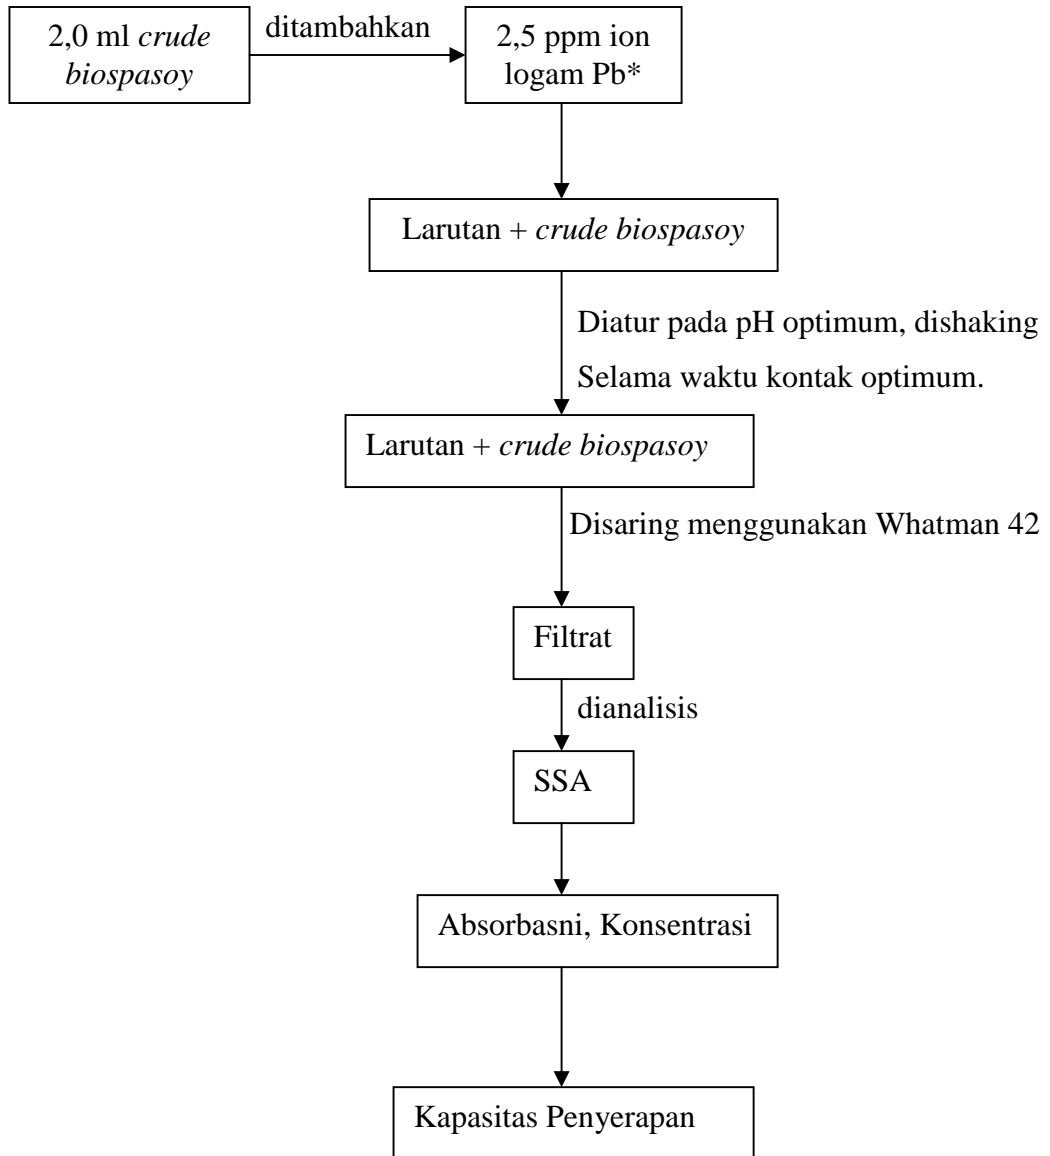 2,0 ml crude
biospasoy
ditambahkan
2,5 ppm ion
logam Pb*
Larutan + crude biospasoy
Diatur pada pH optimum, dishaking
Selama waktu kontak optimum.
Larutan + crude biospasoy
Disaring menggunakan Whatman 42
Filtrat
dianalisis
SSA
Absorbasni, Konsentrasi
Kapasitas Penyerapan